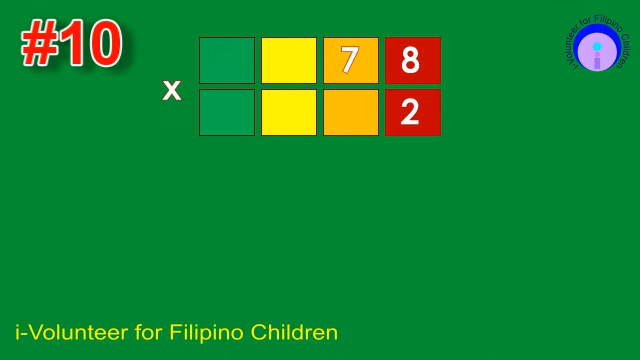 #10
7 8
x
2
i-Volunteer for Filipino Children
i
i-Volunteer for Filipino Children